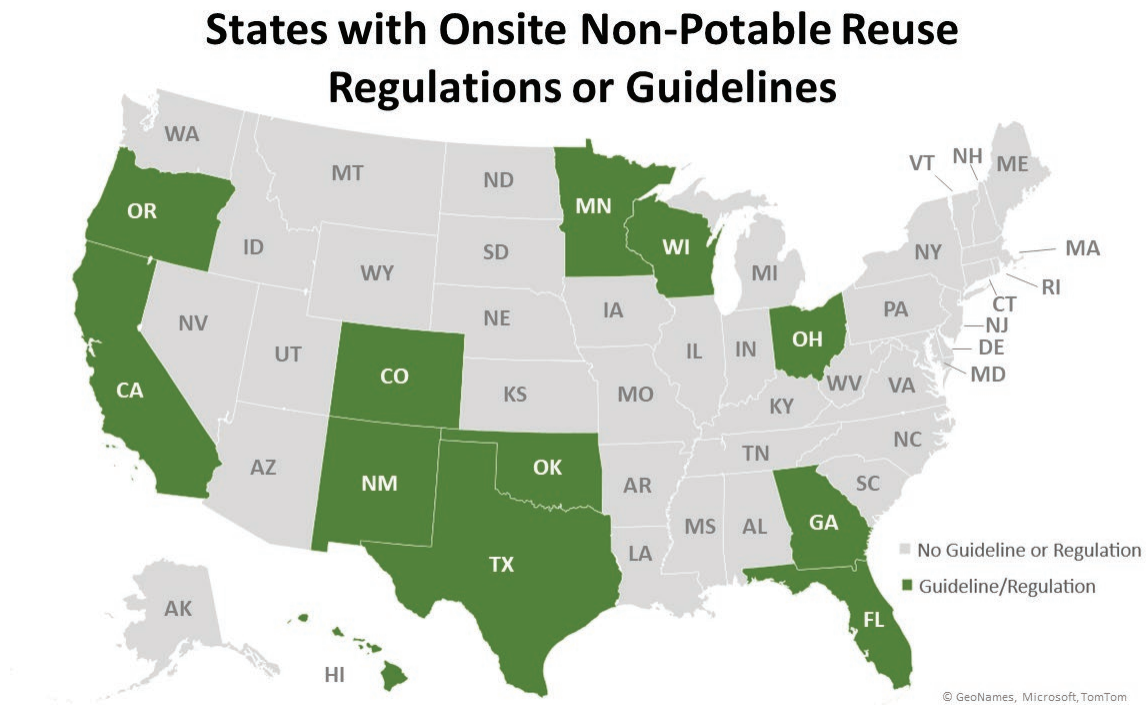 States with Onsite Non-Potable Reuse
Regulations or Guidelines
WA
MT
ND
MN
VT
NH
ME
OR
ID
SD
WI
MI
NY
MA
WY
RI
CT
NV
NE
IA
PA
NJ
UT
IL
IN
OH
DE
MD
CA
CO
KS
MO
WV
VA
KY
AZ
NM
OK
AR
TN
NC
SC
TX
LA
MS
AL
GA
No Guideline or Regulation
Guideline/Regulation
AK
HI
FL
© GeoNames, Microsoft, TomTom